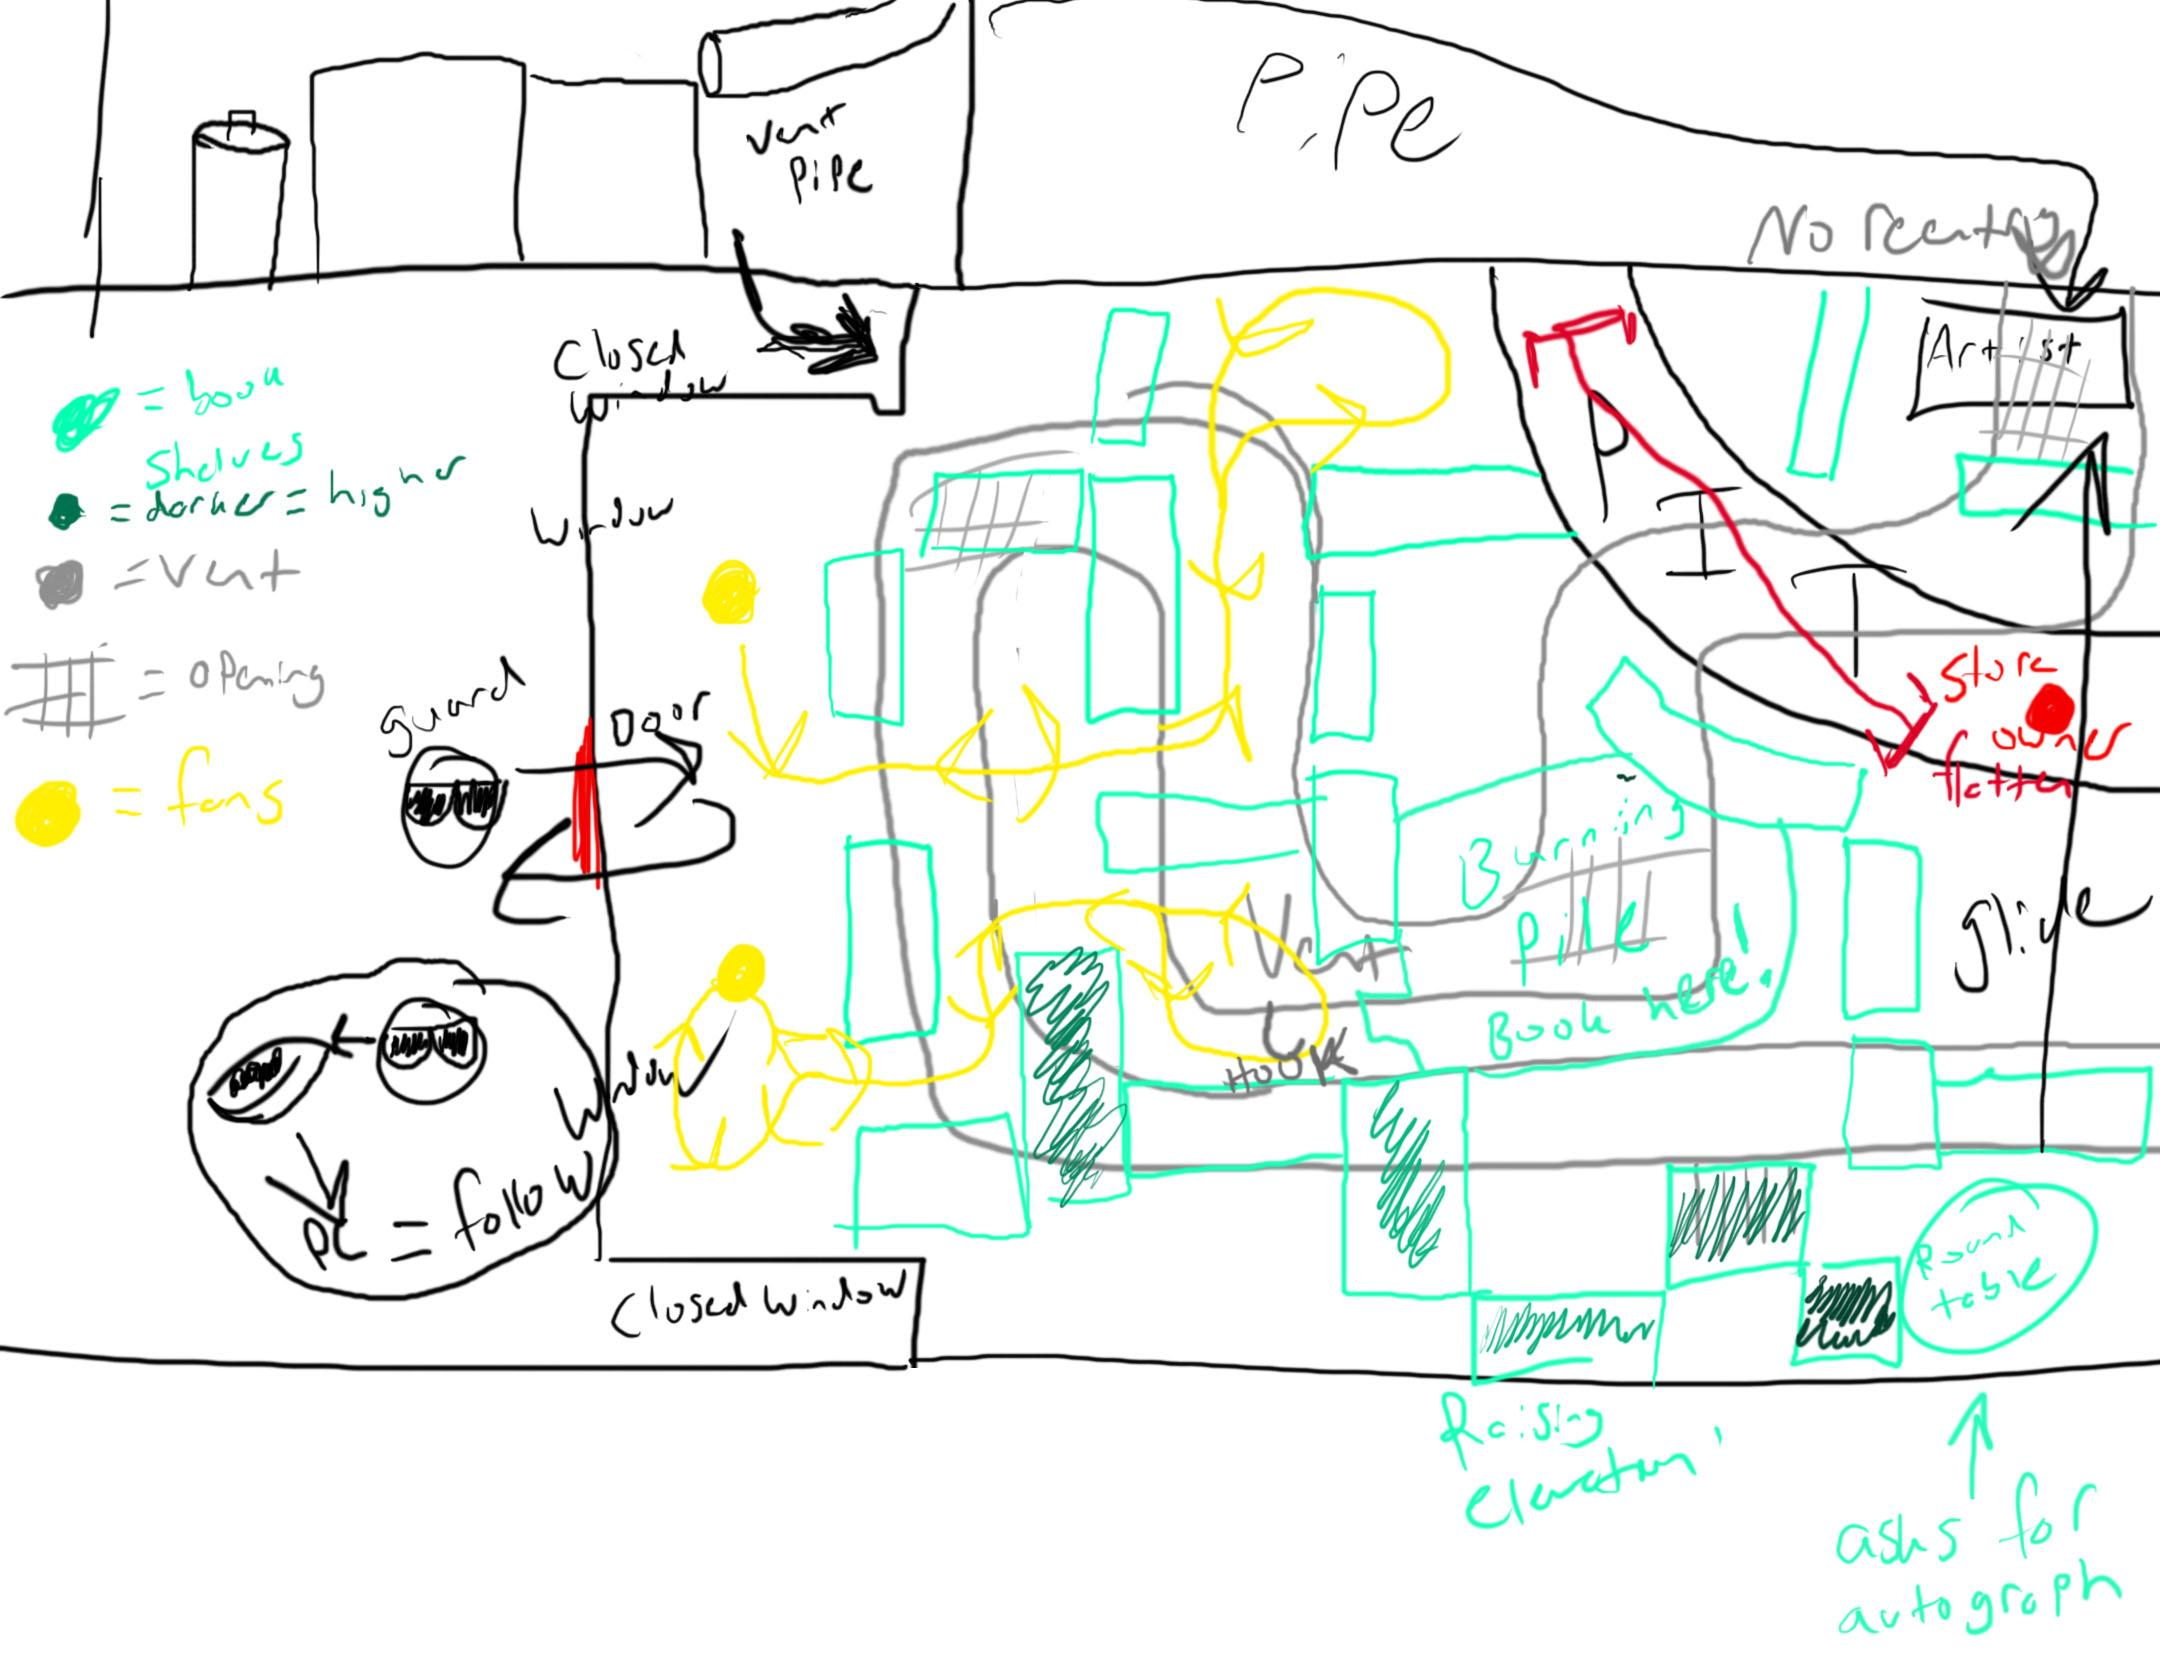 Pipe
vent
pipe
No reentry
Closed
window
Artist
= book
shelves
= darker = higher
= vent
= opening
= fans
window
P
I
T
guard
Door
Store
owner
flatten
Burning
pile!
Book here!
glide
Vent
Hook
window
PC = follow
Closed window
Round
table
Raising
elevation
asks for
autograph